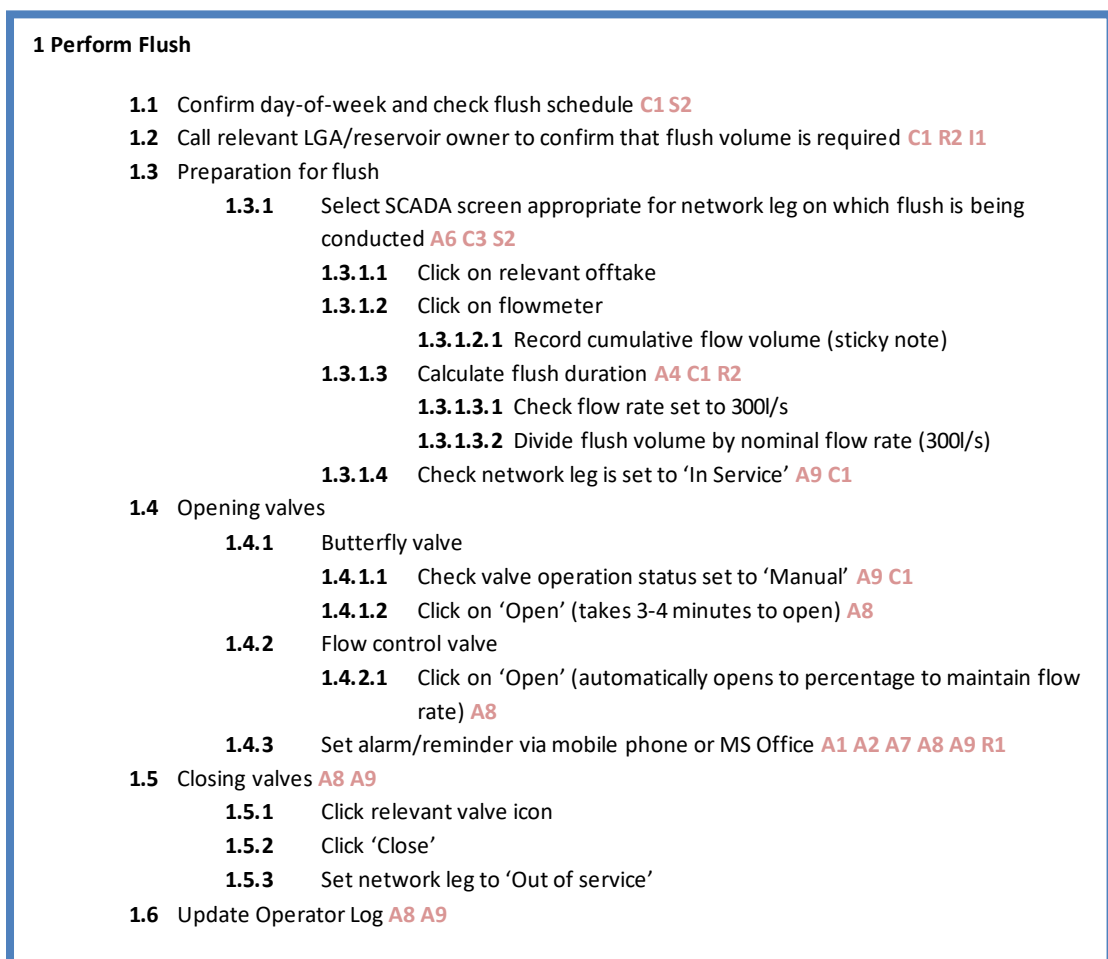 1 Perform Flush
1.1 Confirm day-of-week and check flush schedule C1 S2
1.2 Call relevant LGA/reservoir owner to confirm that flush volume is required C1 R2 I1
1.3 Preparation for flush
1.3.1 Select SCADA screen appropriate for network leg on which flush is being
conducted A6 C3 S2
1.3.1.1 Click on relevant offtake
1.3.1.2 Click on flowmeter
1.3.1.2.1 Record cumulative flow volume (sticky note)
1.3.1.3 Calculate flush duration A4 C1 R2
1.3.1.3.1 Check flow rate set to 300l/s
1.3.1.3.2 Divide flush volume by nominal flow rate (300l/s)
1.3.1.4 Check network leg is set to ‘In Service’ A9 C1
1.4 Opening valves
1.4.1 Butterfly valve
1.4.1.1 Check valve operation status set to ‘Manual’ A9 C1
1.4.1.2 Click on ‘Open’ (takes 3-4 minutes to open) A8
1.4.2 Flow control valve
1.4.2.1 Click on ‘Open’ (automatically opens to percentage to maintain flow
rate) A8
1.4.3 Set alarm/reminder via mobile phone or MS Office A1 A2 A7 A8 A9 R1
1.5 Closing valves A8 A9
1.5.1 Click relevant valve icon
1.5.2 Click ‘Close’
1.5.3 Set network leg to ‘Out of service’
1.6 Update Operator Log A8 A9